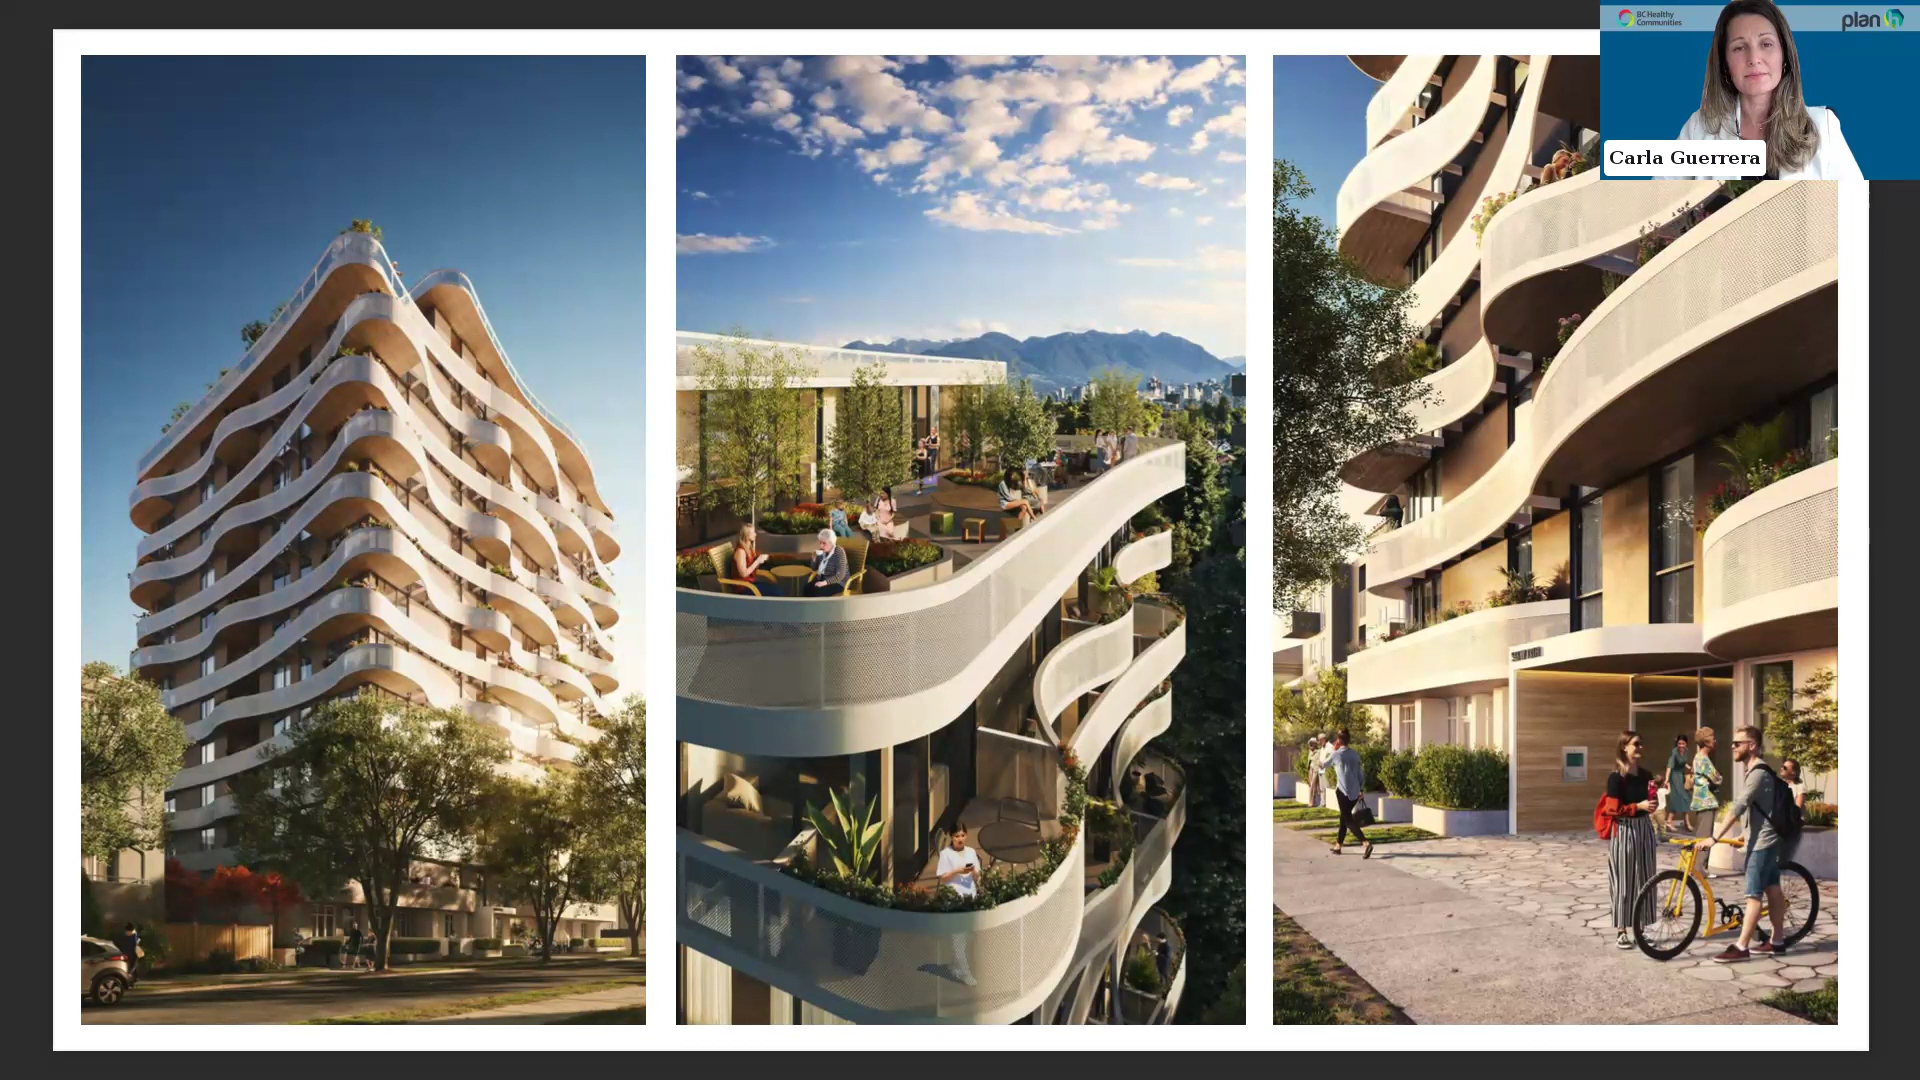 BC Healthy
Communities
plan h
Carla Guerrera